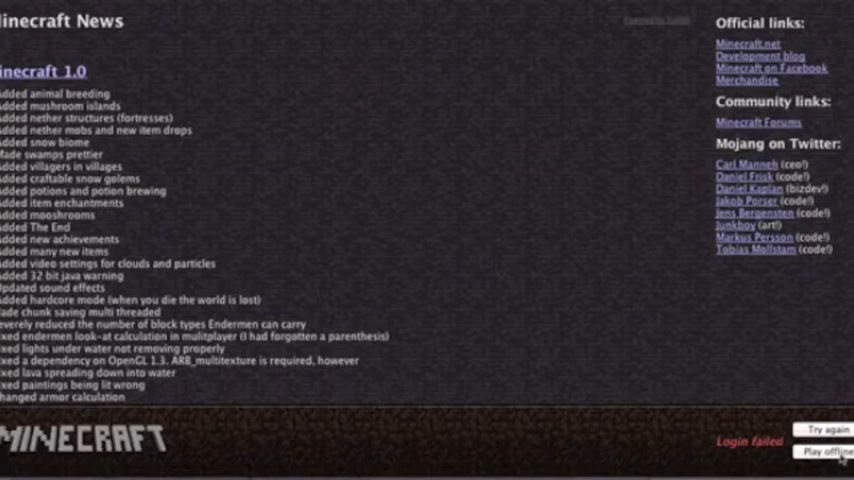 inecraft News
Powered by Tumblr
inecraft 1.0
dded animal breeding
dded mushroom islands
dded nether structures (fortresses)
dded nether mobs and new item drops
dded snow biome
ade swamps prettier
dded villagers in villages
dded craftable snow golems
dded potions and potion brewing
dded item enchantments
dded mooshrooms
dded The End
dded new achievements
dded many new items
dded video settings for clouds and particles
dded 32 bit java warning
pdated sound effects
dded hardcore mode (when you die the world is lost)
ade chunk saving multi threaded
everely reduced the number of block types Endermen can carry
xed endermen look-at calculation in mulitplayer (I had forgotten a parenthesis)
xed lights under water not removing properly
xed a dependency on OpenGL 1.3. ARB_multitexture is required, however
xed lava spreading down into water
xed paintings being lit wrong
hanged armor calculation
Official links:
Minecraft.net
Development blog
Minecraft on Facebook
Merchandise
Community links:
Minecraft Forums
Mojang on Twitter:
Carl Manneh (ceo!)
Daniel Frisk (code!)
Daniel Kaplan (bizdev!)
Jakob Porser (code!)
Jens Bergensten (code!)
Junkboy (art!)
Markus Persson (code!)
Tobias Mollstam (code!)
MINECRAFT
Login failed
Try again
Play offline